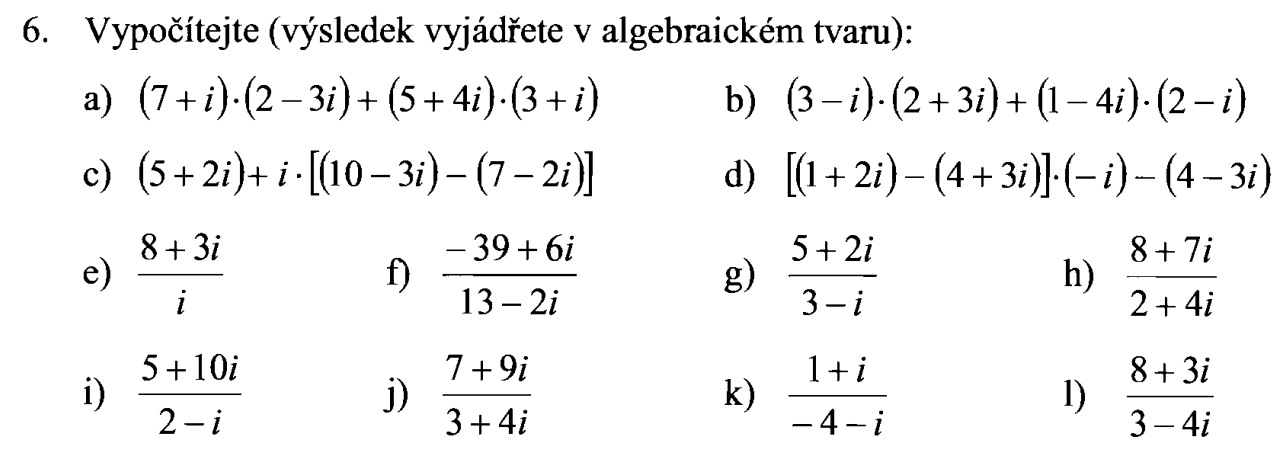 6. Vypočítejte (výsledek vyjádřete v algebraickém tvaru):
a) (7 + i)·(2 − 3i) + (5 + 4i)·(3 + i) b) (3 − i)·(2 + 3i) + (1 − 4i)·(2 − i)
c) (5 + 2i) + i · [(10 − 3i) − (7 − 2i)] d) [(1 + 2i) − (4 + 3i)]·(− i) − (4 − 3i)
e) (8 + 3i)/i f) (− 39 + 6i)/(13 − 2i) g) (5 + 2i)/(3 − i) h) (8 + 7i)/(2 + 4i)
i) (5 + 10i)/(2 − i) j) (7 + 9i)/(3 + 4i) k) (1 + i)/(− 4 − i) l) (8 + 3i)/(3 − 4i)